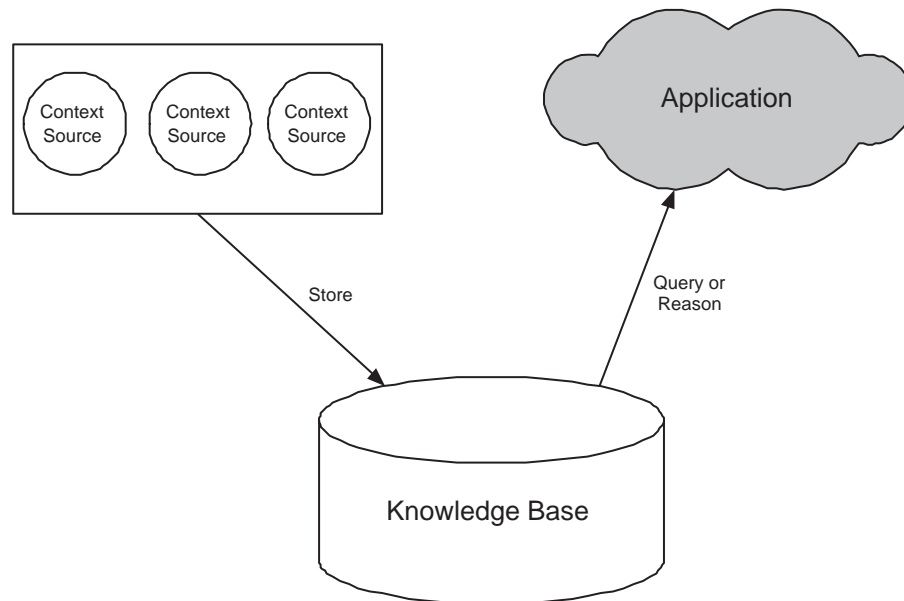 Context
Source
Context
Source
Context
Source
Application
Store
Query or
Reason
Knowledge Base